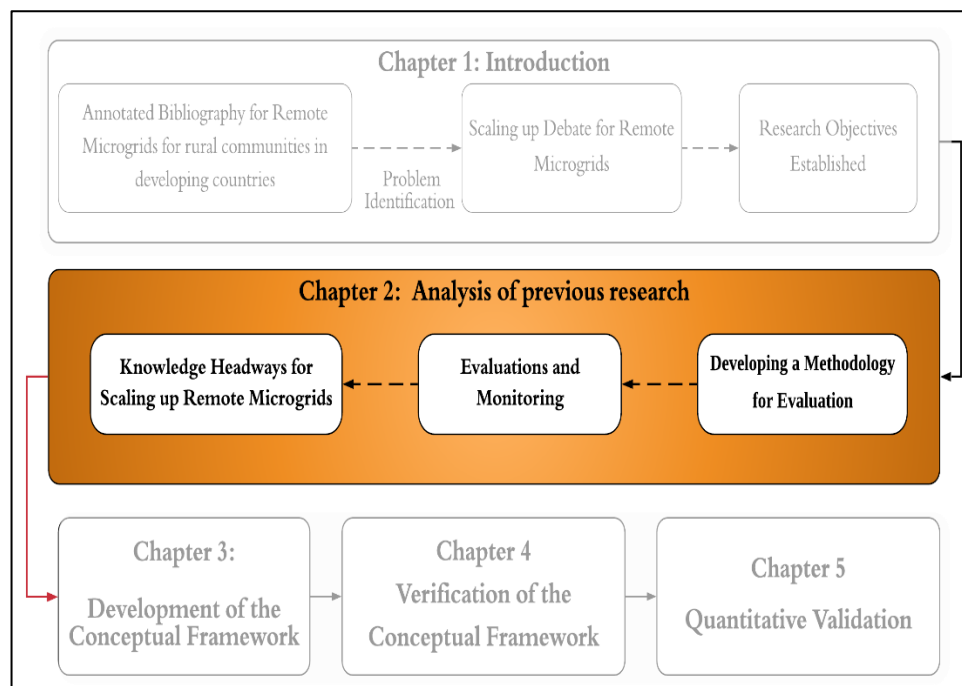 Chapter 1: Introduction
Annotated Bibliography for Remote
Microgrids for rural communities in
developing countries
Problem
Identification
Scaling up Debate for Remote
Microgrids
Research Objectives
Established
Chapter 2:  Analysis of previous research
Knowledge Headways for
Scaling up Remote Microgrids
Evaluations and
Monitoring
Developing a Methodology
for Evaluation
Chapter 3:
Development of the
Conceptual Framework
Chapter 4
Verification of the
Conceptual Framework
Chapter 5
Quantitative Validation